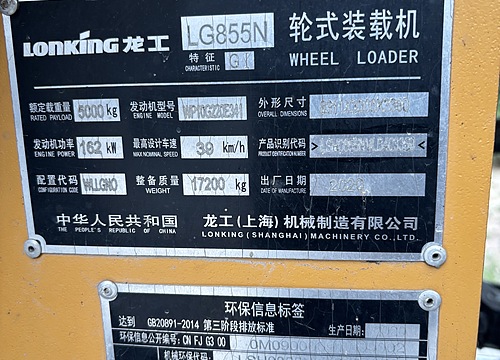 LONKING 龙工 LG855N 轮式装载机
特征 G1 WHEEL LOADER
CHARACTERISTIC
额定载重量 5000 kg 发动机型号 外形尺寸
RATED PAYLOAD ENGINE MODEL OVERALL DIMENSIONS
发动机功率 162 kW 最高设计车速 39 km/h 产品识别代码 > <
ENGINE POWER MAX NOMINAL SPEED PRODUCT IDENTIFICATION NUMBER
配置代码 整备质量 17200 kg 出厂日期
CONFIGURATION CODE WEIGHT DATE OF MANUFACTURE
中华人民共和国 龙工(上海)机械制造有限公司
THE PEOPLE'S REPUBLIC OF CHINA LONKING (SHANGHAI) MACHINERY CO., LTD.
环保信息标签
达到 GB20891-2014 第三阶段排放标准 生产日期:
信息公开编号: CN FJ G3 00
机械环保代码: